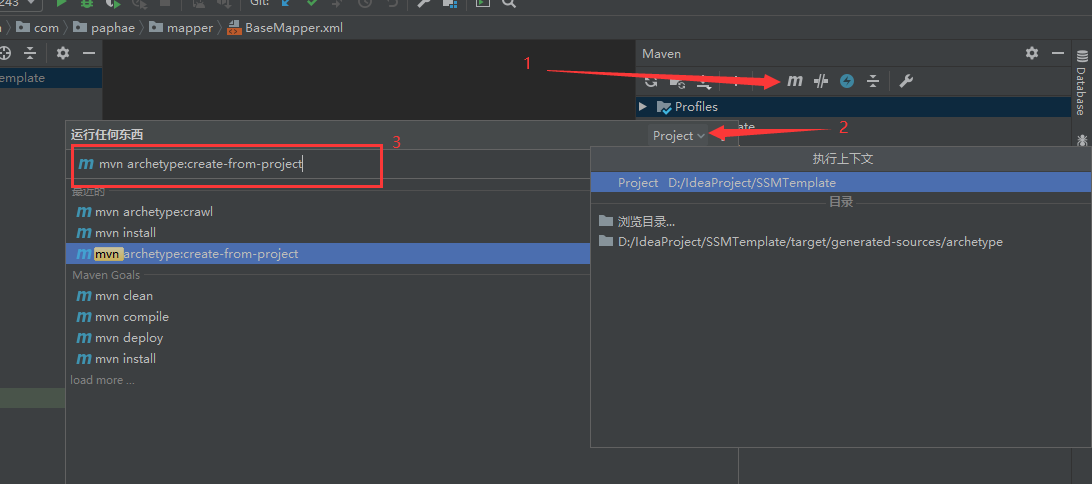 243
Git:
com paphae mapper BaseMapper.xml
Maven
1
emplate
Profiles
运行任何东西
Project
2
ate
3
mvn archetype:create-from-project
执行上下文
最近的
Project D:/IdeaProject/SSMTemplate
目录
mvn archetype:crawl
浏览目录...
mvn install
D:/IdeaProject/SSMTemplate/target/generated-sources/archetype
mvn archetype:create-from-project
Maven Goals
mvn clean
mvn compile
mvn deploy
mvn install
load more ...
Database